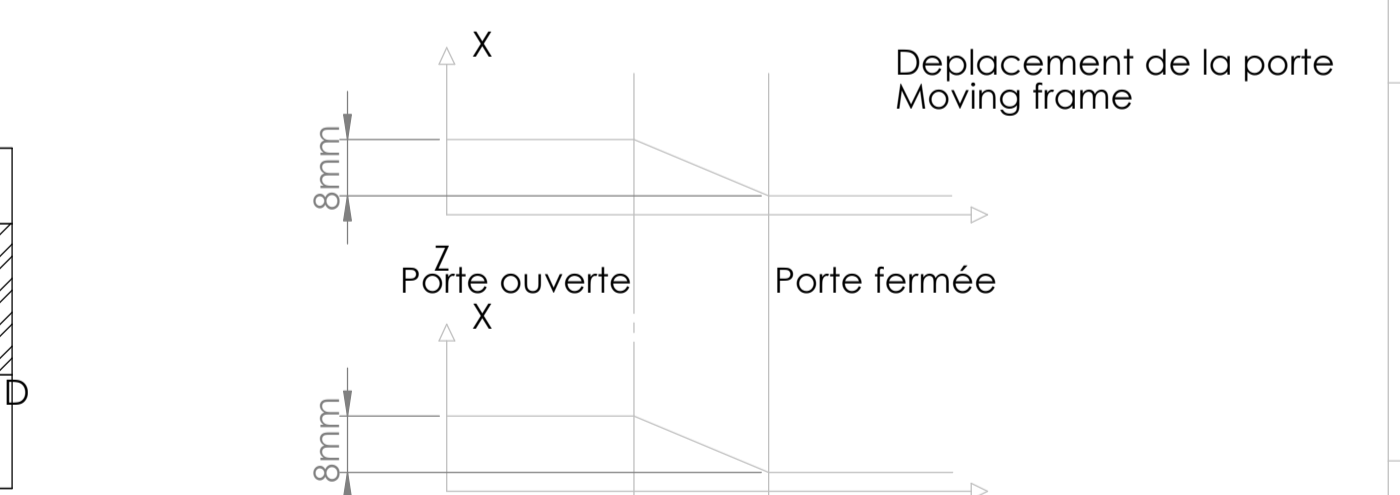 X
Deplacement de la porte
Moving frame
8mm
Z
Porte ouverte
Porte fermée
X
D
8mm